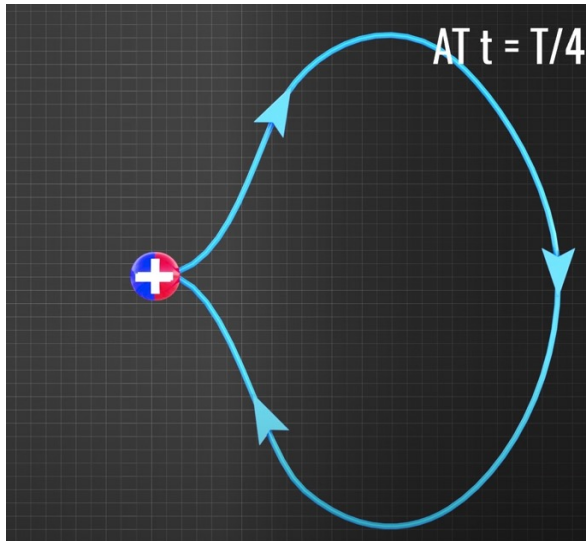 AT t = T/4
+